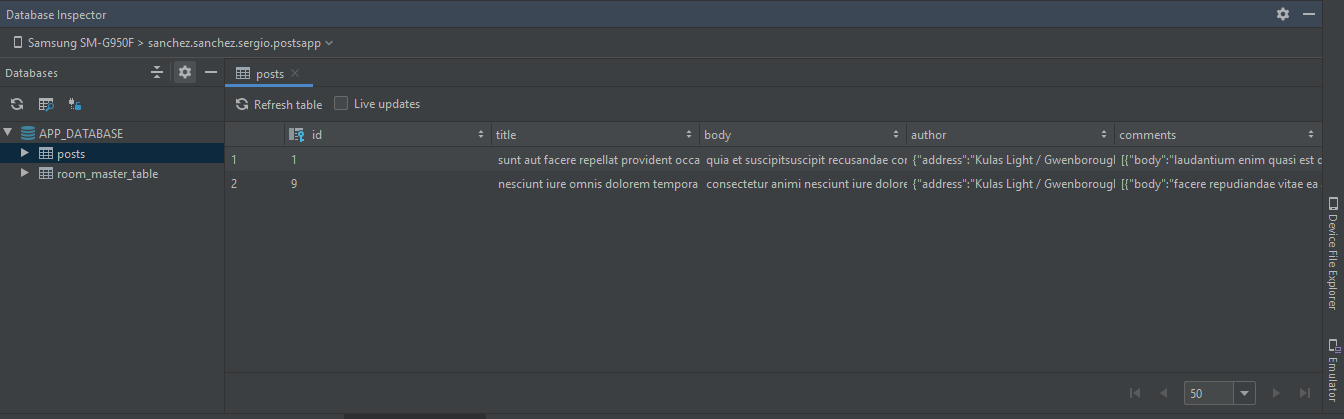 Database Inspector
Samsung SM-G950F > sanchez.sanchez.sergio.postsapp
Databases
posts
Refresh table
Live updates
APP_DATABASE
posts
room_master_table
id title body author comments
1 1 sunt aut facere repellat provident occa quia et suscipitsuscipit recusandae cor {"address":"Kulas Light / Gwenborough [{"body":"laudantium enim quasi est
2 9 nesciunt iure omnis dolorem tempora consectetur animi nesciunt iure dolore {"address":"Kulas Light / Gwenborough [{"body":"facere repudiandae vitae ea
50
Device File Explorer
Emulator